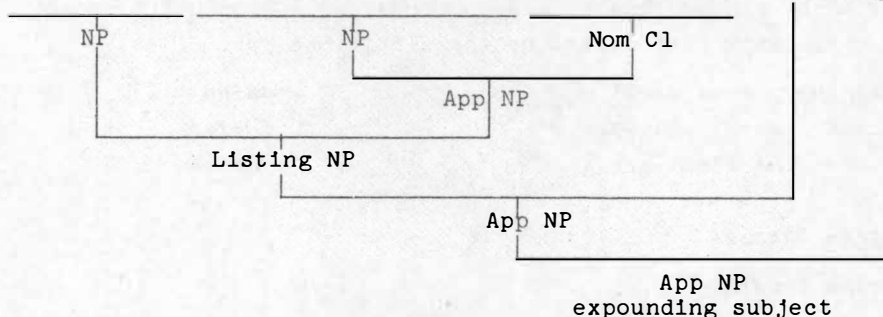 NP NP Nom Cl
App NP
Listing NP
App NP
App NP
expounding subject